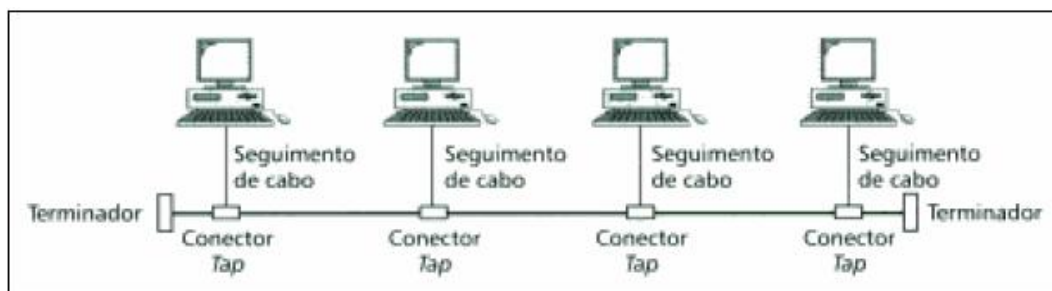 Seguimento
de cabo
Seguimento
de cabo
Seguimento
de cabo
Seguimento
de cabo
Terminador
Terminador
Conector
Tap
Conector
Tap
Conector
Tap
Conector
Tap